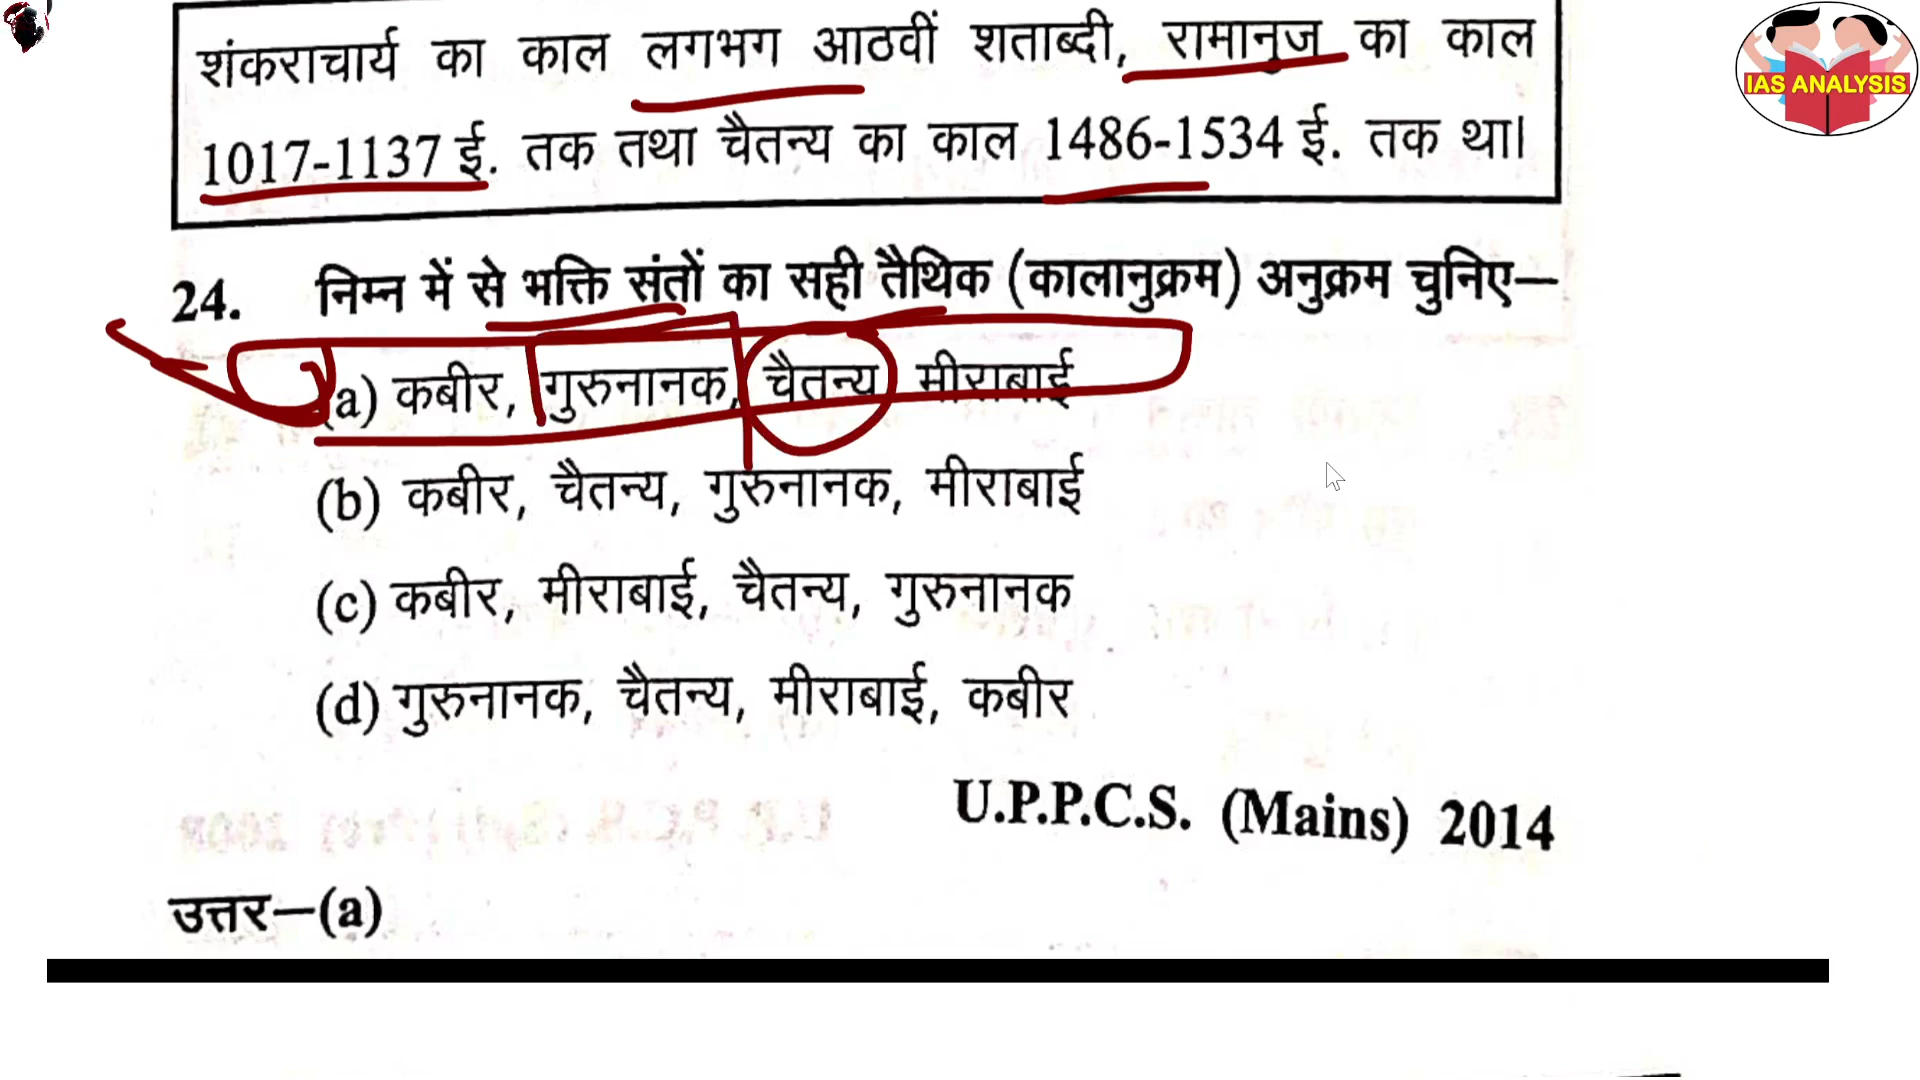 शंकराचार्य का काल लगभग आठवीं शताब्दी, रामानुज का काल
1017-1137 ई. तक तथा चैतन्य का काल 1486-1534 ई. तक था।
IAS ANALYSIS
24. निम्न में से भक्ति संतों का सही तैथिक (कालानुक्रम) अनुक्रम चुनिए—
(a) कबीर, गुरुनानक, चैतन्य, मीराबाई
(b) कबीर, चैतन्य, गुरुनानक, मीराबाई
(c) कबीर, मीराबाई, चैतन्य, गुरुनानक
(d) गुरुनानक, चैतन्य, मीराबाई, कबीर
U.P.P.C.S. (Mains) 2014
उत्तर—(a)